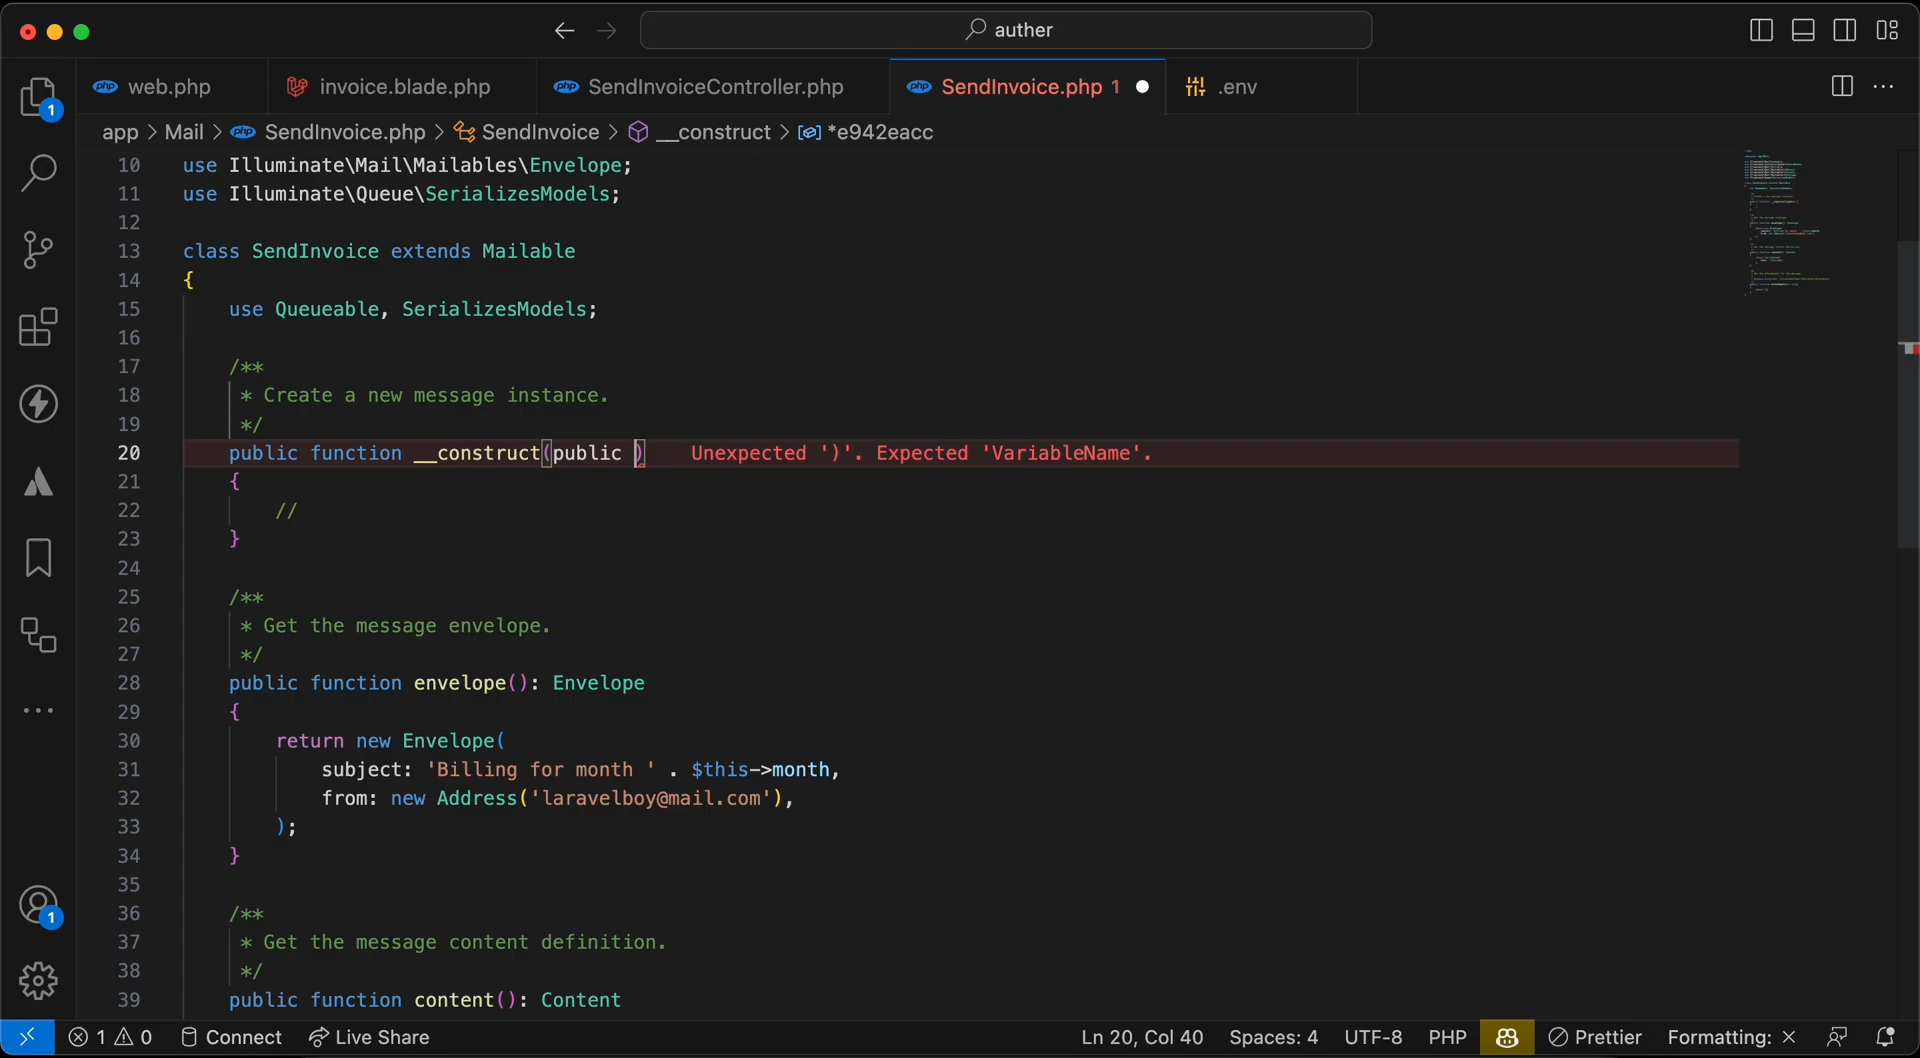 auther
web.php
invoice.blade.php
SendInvoiceController.php
SendInvoice.php 1
.env
app > Mail > SendInvoice.php > SendInvoice > __construct > *e942eacc
10 use Illuminate\Mail\Mailables\Envelope;
11 use Illuminate\Queue\SerializesModels;
12
13 class SendInvoice extends Mailable
14 {
15 use Queueable, SerializesModels;
16
17 /**
18 * Create a new message instance.
19 */
20 public function __construct(public ) Unexpected ')'. Expected 'VariableName'.
21 {
22 //
23 }
24
25 /**
26 * Get the message envelope.
27 */
28 public function envelope(): Envelope
29 {
30 return new Envelope(
31 subject: 'Billing for month ' . $this->month,
32 from: new Address('laravelboy@mail.com'),
33 );
34 }
35
36 /**
37 * Get the message content definition.
38 */
39 public function content(): Content
1
1
1 0 Connect Live Share Ln 20, Col 40 Spaces: 4 UTF-8 PHP Prettier Formatting: ×